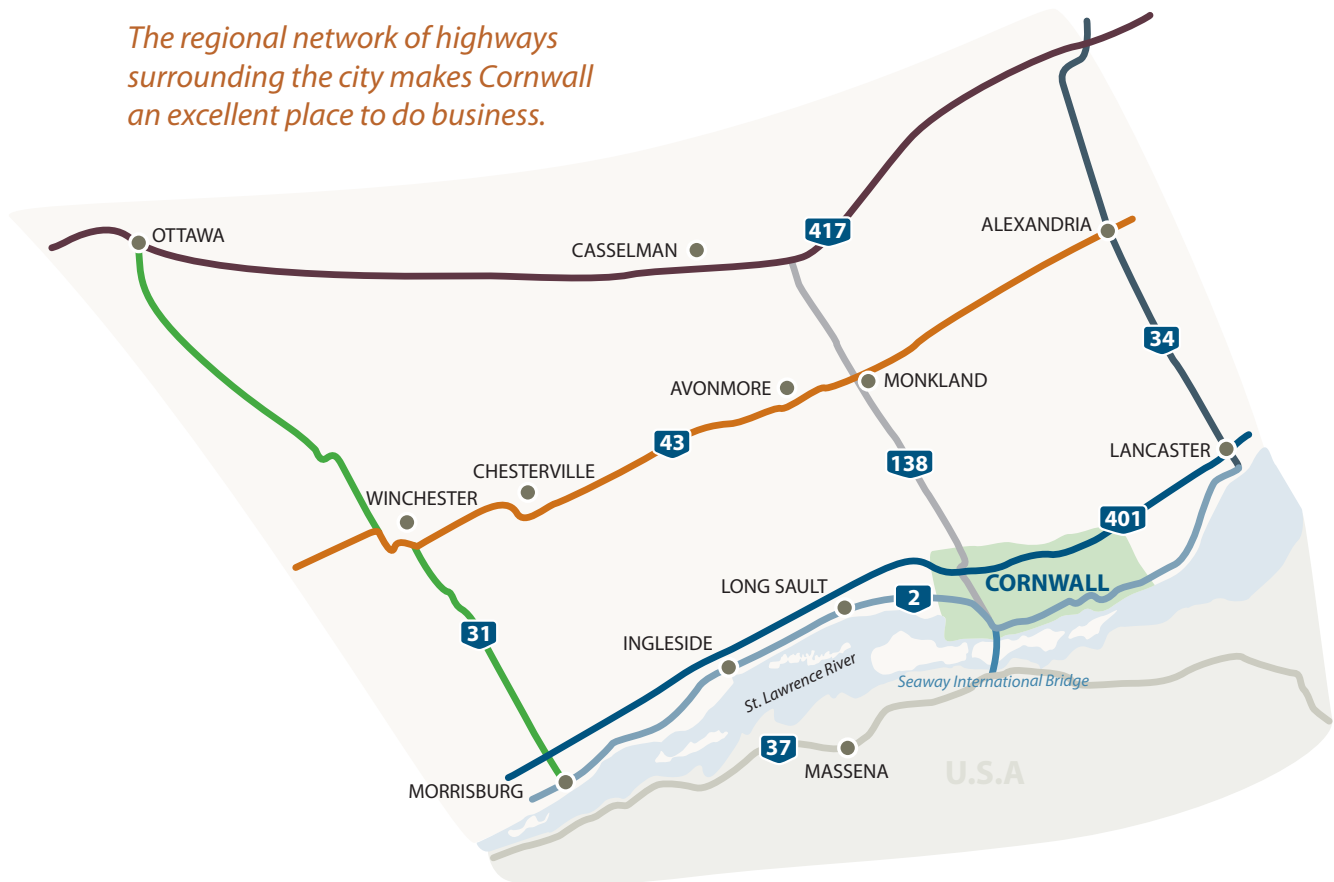 The regional network of highways
surrounding the city makes Cornwall
an excellent place to do business.
OTTAWA
CASSELMAN
417
ALEXANDRIA
34
AVONMORE
MONKLAND
43
138
LANCASTER
CHESTERVILLE
WINCHESTER
401
CORNWALL
LONG SAULT
2
31
INGLESIDE
St. Lawrence River
Seaway International Bridge
37
MASSENA
U.S.A
MORRISBURG